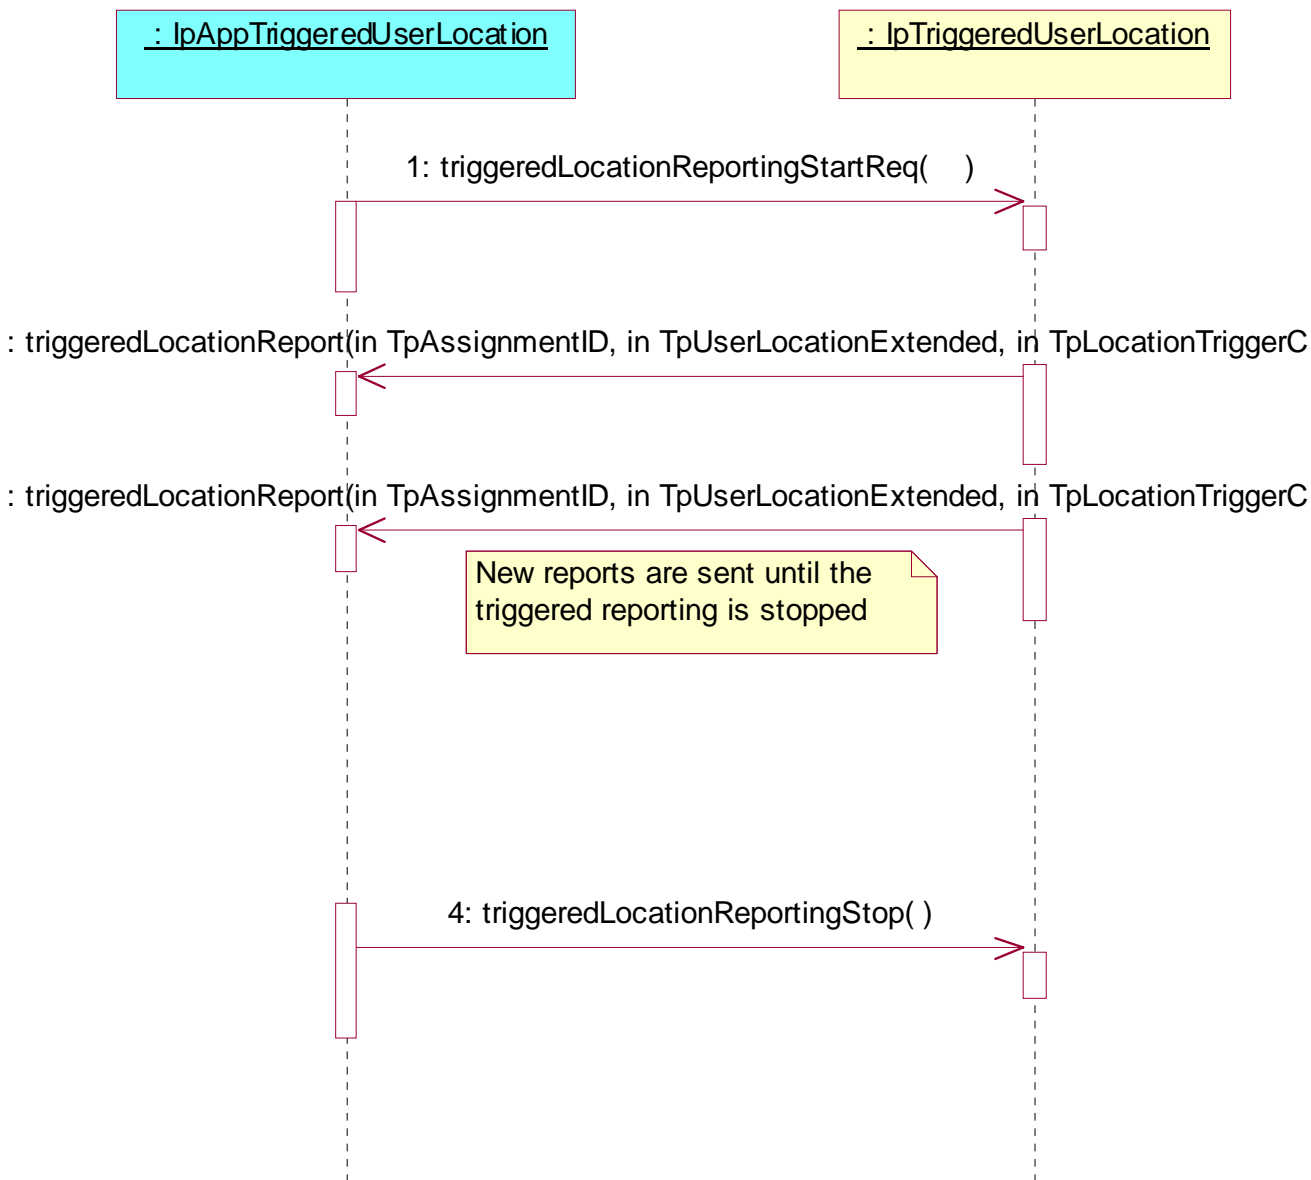 : IpAppTriggeredUserLocation
: IpTriggeredUserLocation
1: triggeredLocationReportingStartReq( )
: triggeredLocationReport(in TpAssignmentID, in TpUserLocationExtended, in TpLocationTriggerC
: triggeredLocationReport(in TpAssignmentID, in TpUserLocationExtended, in TpLocationTriggerC
New reports are sent until the
triggered reporting is stopped
4: triggeredLocationReportingStop( )